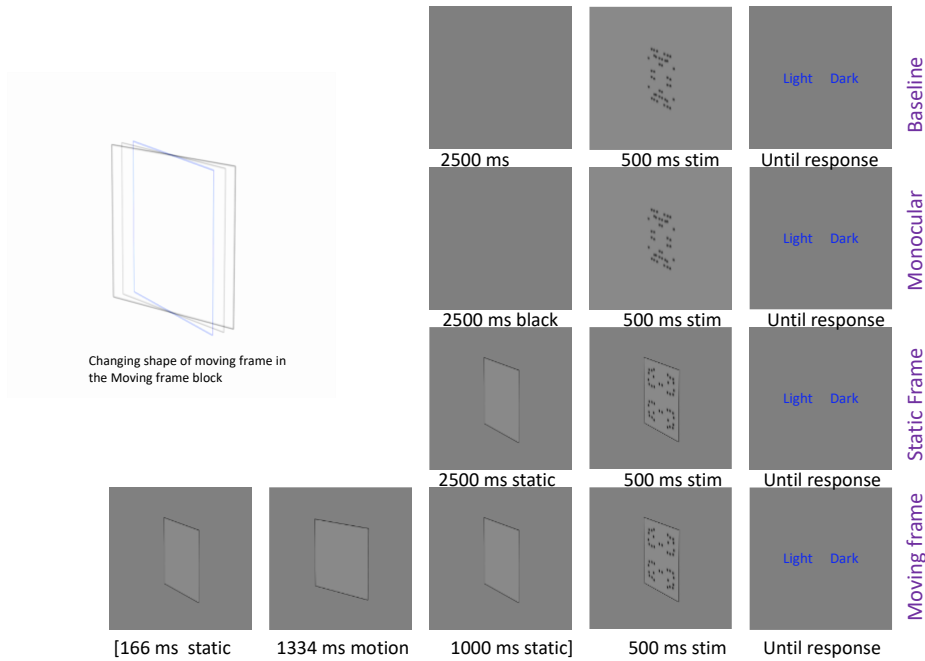 Light Dark
Baseline
2500 ms 500 ms stim Until response
Light Dark
Monocular
2500 ms black 500 ms stim Until response
Changing shape of moving frame in
the Moving frame block
Light Dark
Static Frame
2500 ms static 500 ms stim Until response
Light Dark
Moving frame
[166 ms static 1334 ms motion 1000 ms static] 500 ms stim Until response